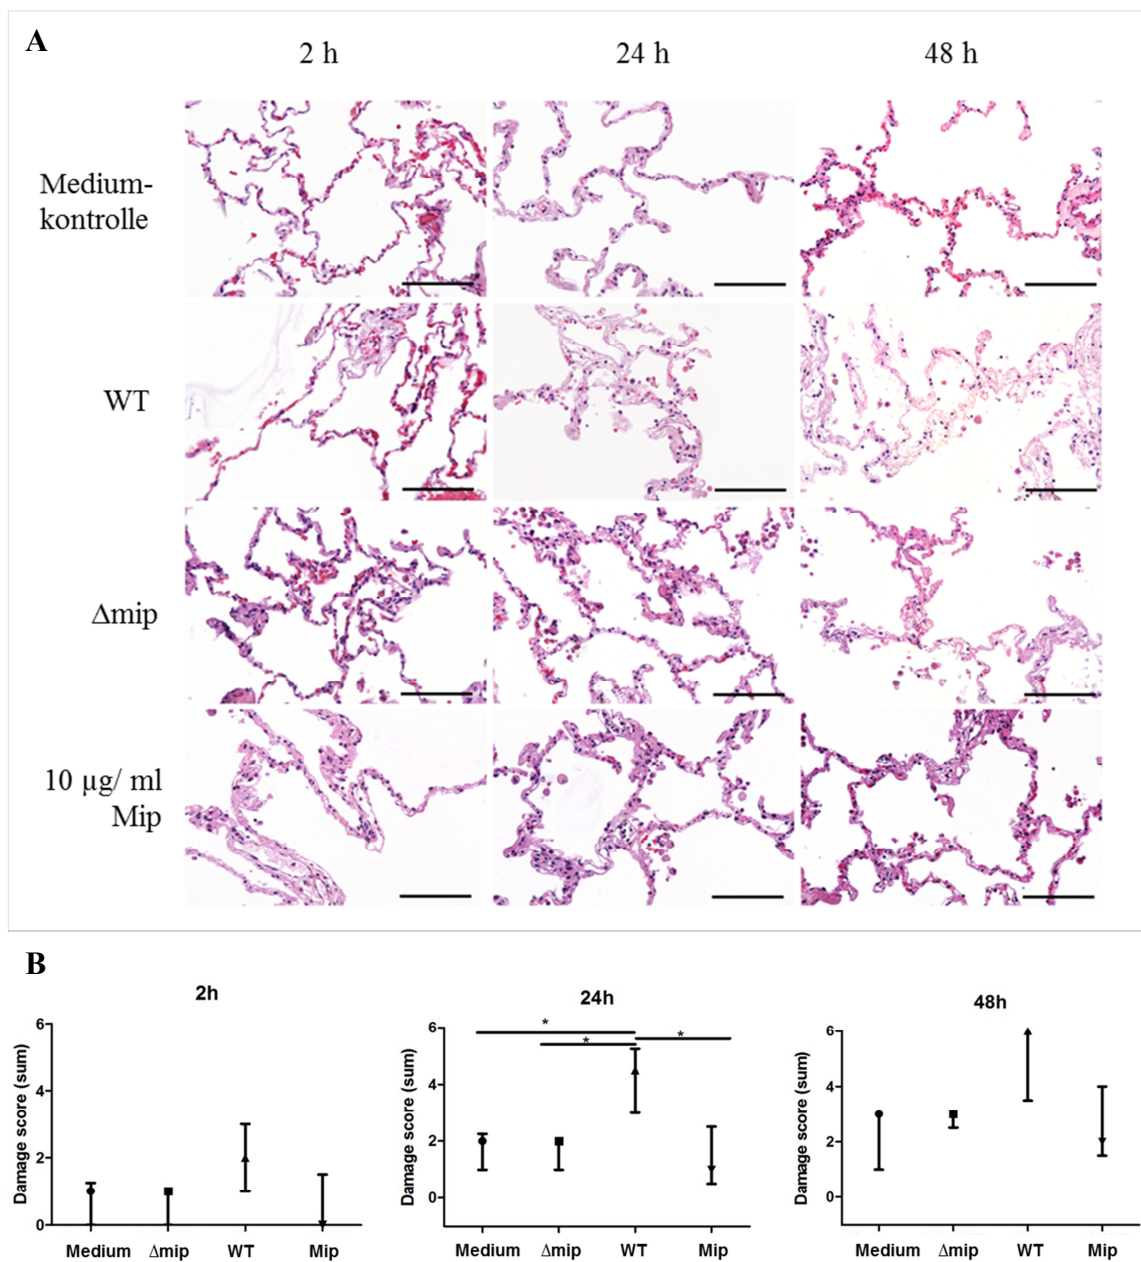 A
2 h
24 h
48 h
Medium-
kontrolle
WT
Δmip
10 µg/ ml
Mip
B
2h
Damage score (sum)
6
4
2
0
Medium
Δmip
WT
Mip
24h
Damage score (sum)
6
4
2
0
*
*
*
Medium
Δmip
WT
Mip
48h
Damage score (sum)
6
4
2
0
Medium
Δmip
WT
Mip